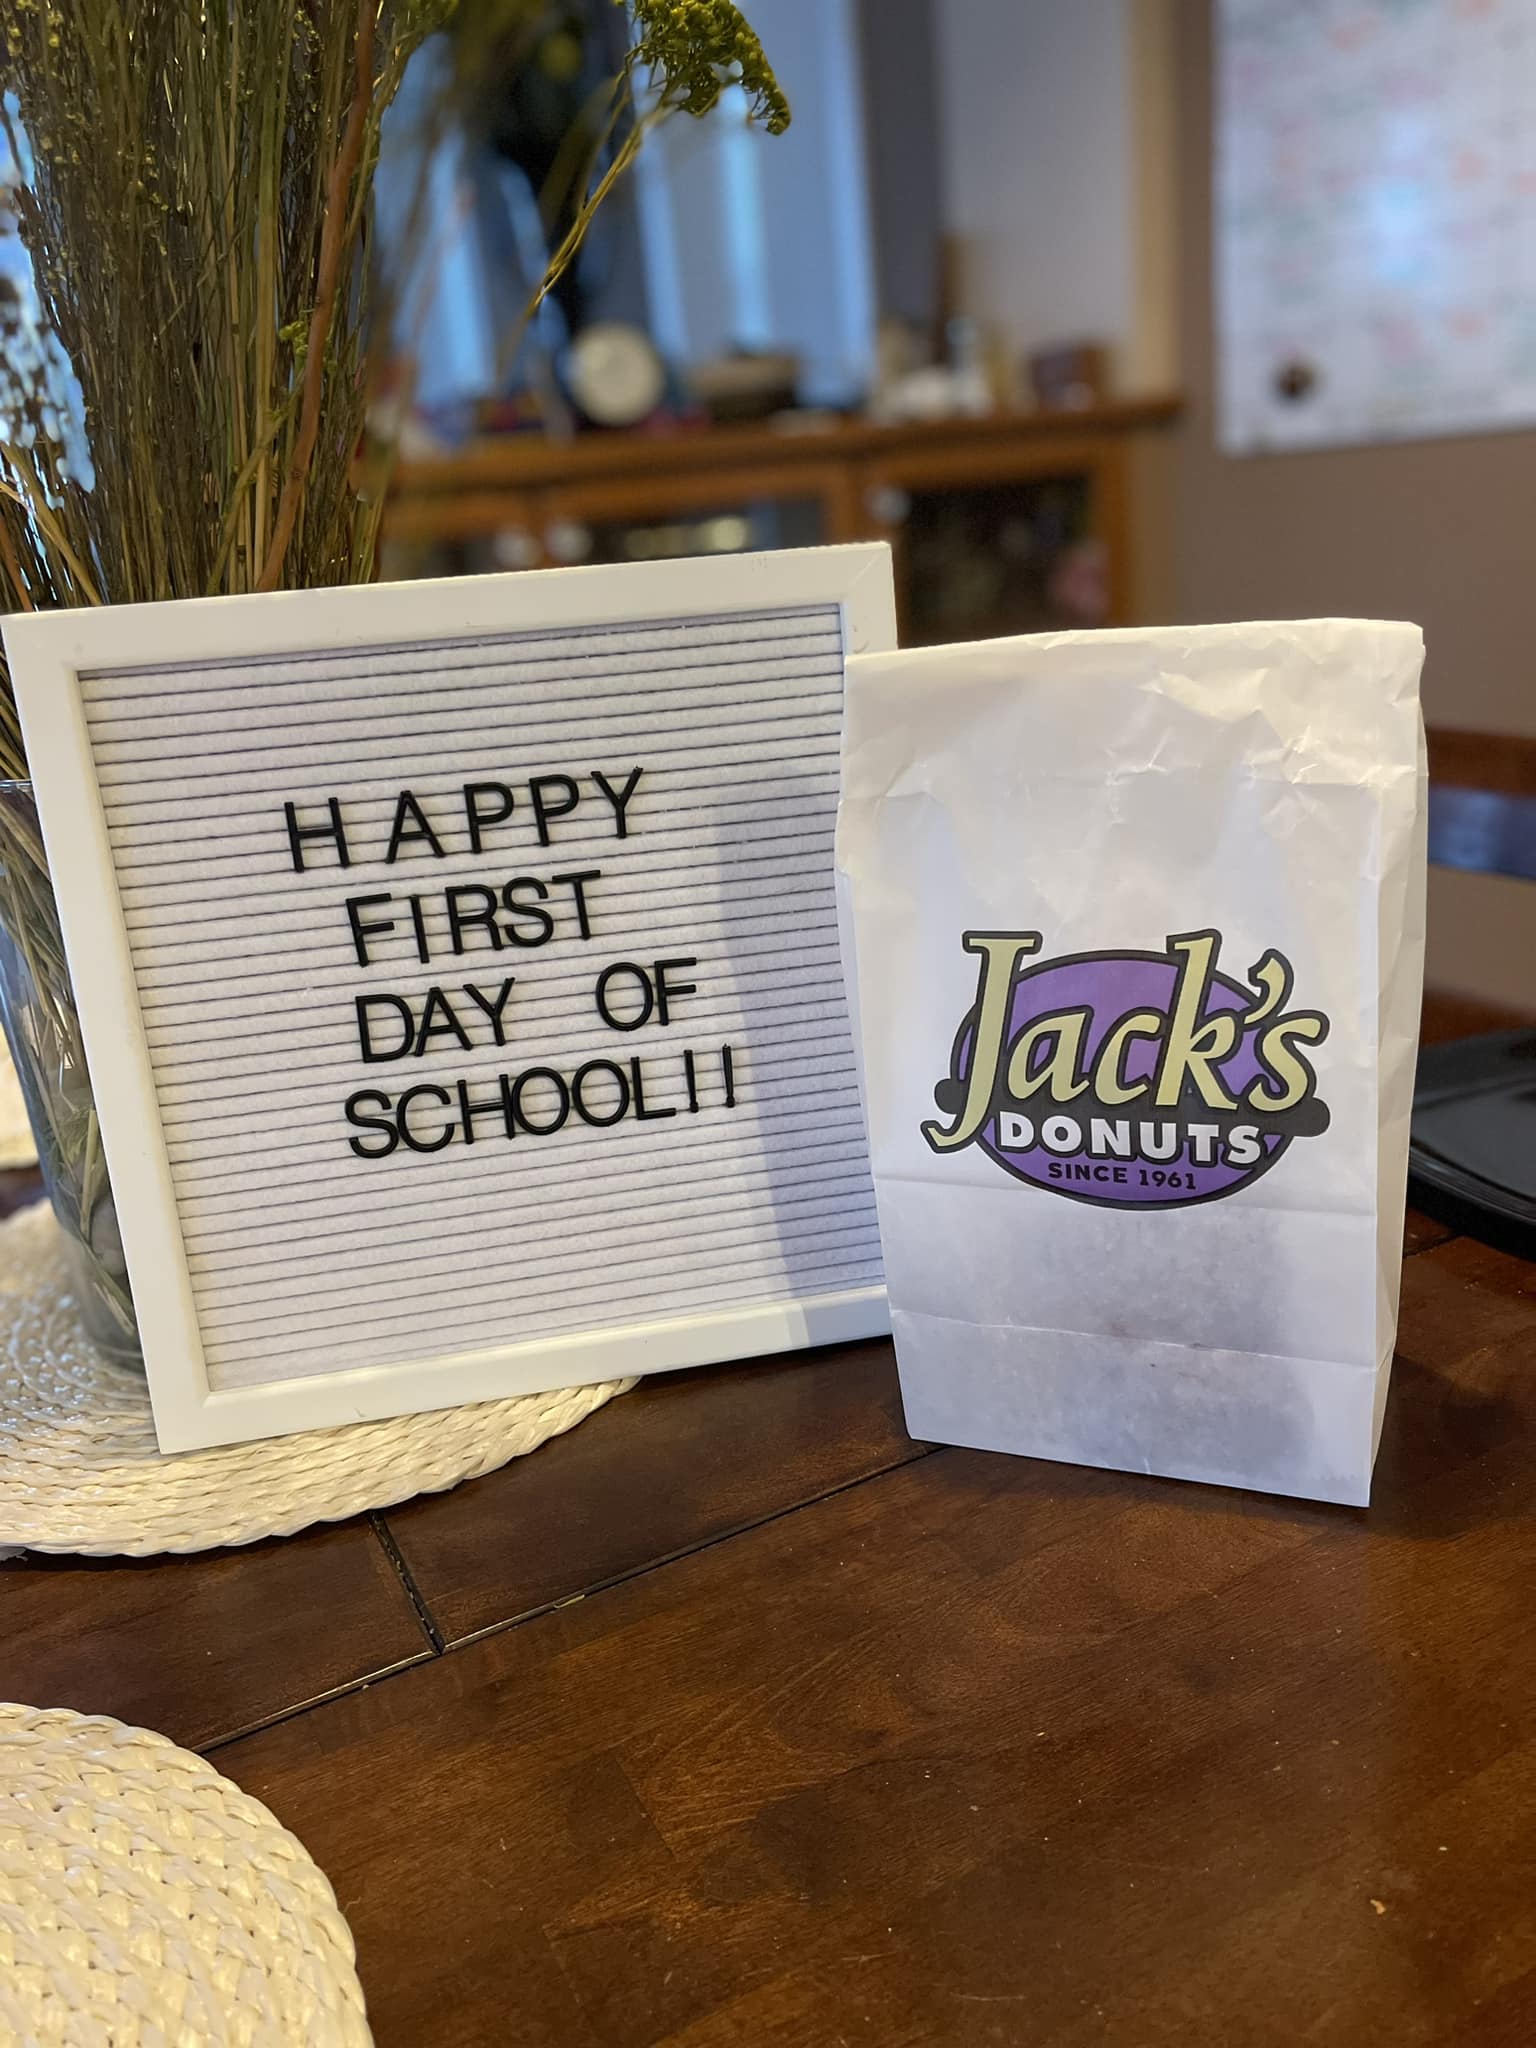 HAPPY
FIRST
DAY OF
SCHOOL!!
Jack's
DONUTS
SINCE 1961